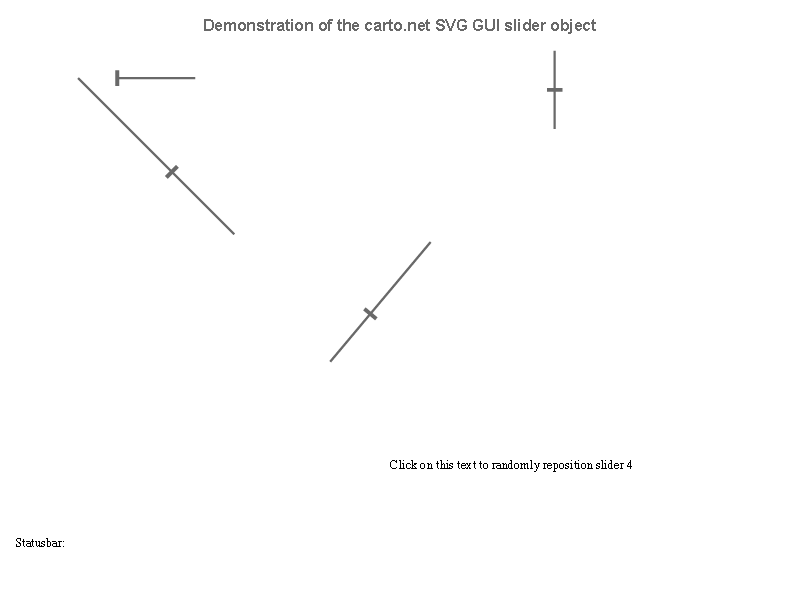 Demonstration of the carto.net SVG GUI slider object
Click on this text to randomly reposition slider 4
Statusbar: